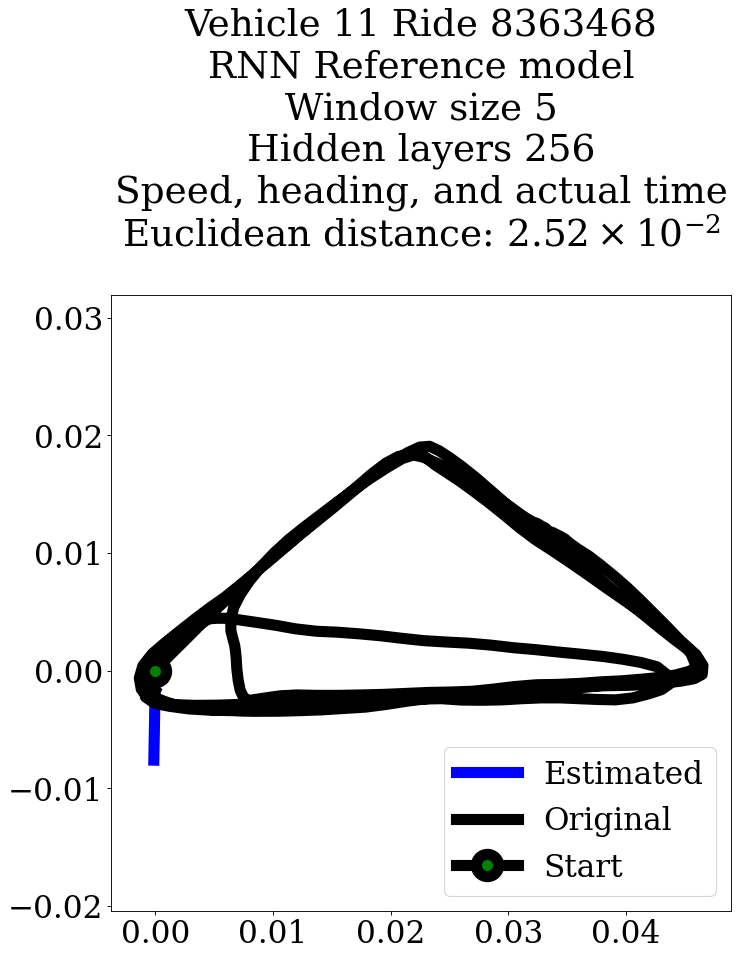 Vehicle 11 Ride 8363468
RNN Reference model
Window size 5
Hidden layers 256
Speed, heading, and actual time
Euclidean distance: 2.52 × 10⁻²
0.03
0.02
0.01
0.00
−0.01
−0.02
Estimated
Original
Start
0.00 0.01 0.02 0.03 0.04